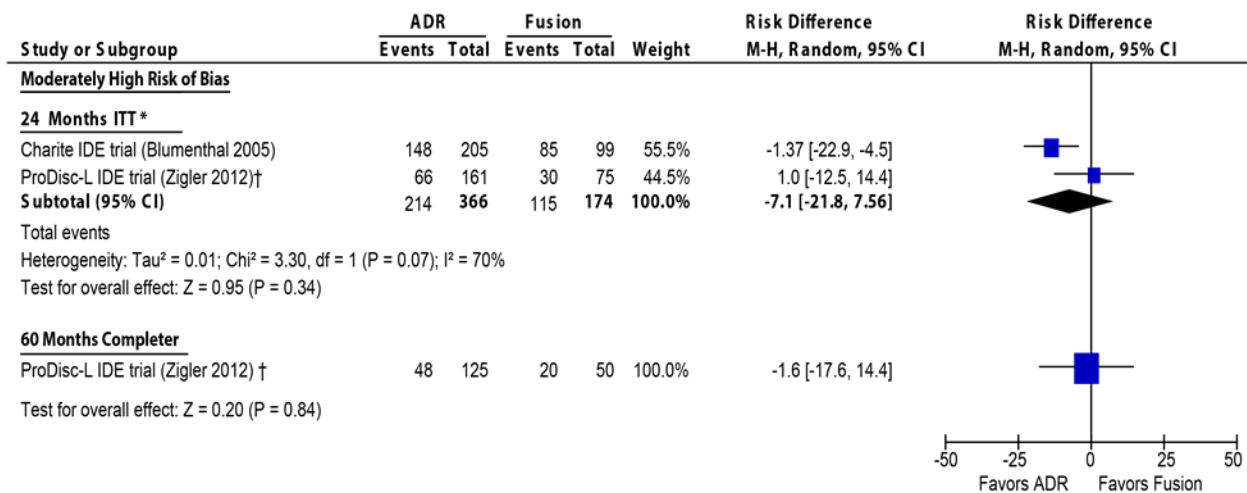 ADR Fusion Risk Difference Risk Difference
Study or Subgroup Events Total Events Total Weight M-H, Random, 95% CI M-H, Random, 95% CI
Moderately High Risk of Bias
24 Months ITT*
Charite IDE trial (Blumenthal 2005) 148 205 85 99 55.5% -1.37 [-22.9, -4.5]
ProDisc-L IDE trial (Zigler 2012)† 66 161 30 75 44.5% 1.0 [-12.5, 14.4]
Subtotal (95% CI) 214 366 115 174 100.0% -7.1 [-21.8, 7.56]
Total events
Heterogeneity: Tau² = 0.01; Chi² = 3.30, df = 1 (P = 0.07); I² = 70%
Test for overall effect: Z = 0.95 (P = 0.34)
60 Months Completer
ProDisc-L IDE trial (Zigler 2012) † 48 125 20 50 100.0% -1.6 [-17.6, 14.4]
Test for overall effect: Z = 0.20 (P = 0.84)
-50 -25 0 25 50
Favors ADR Favors Fusion